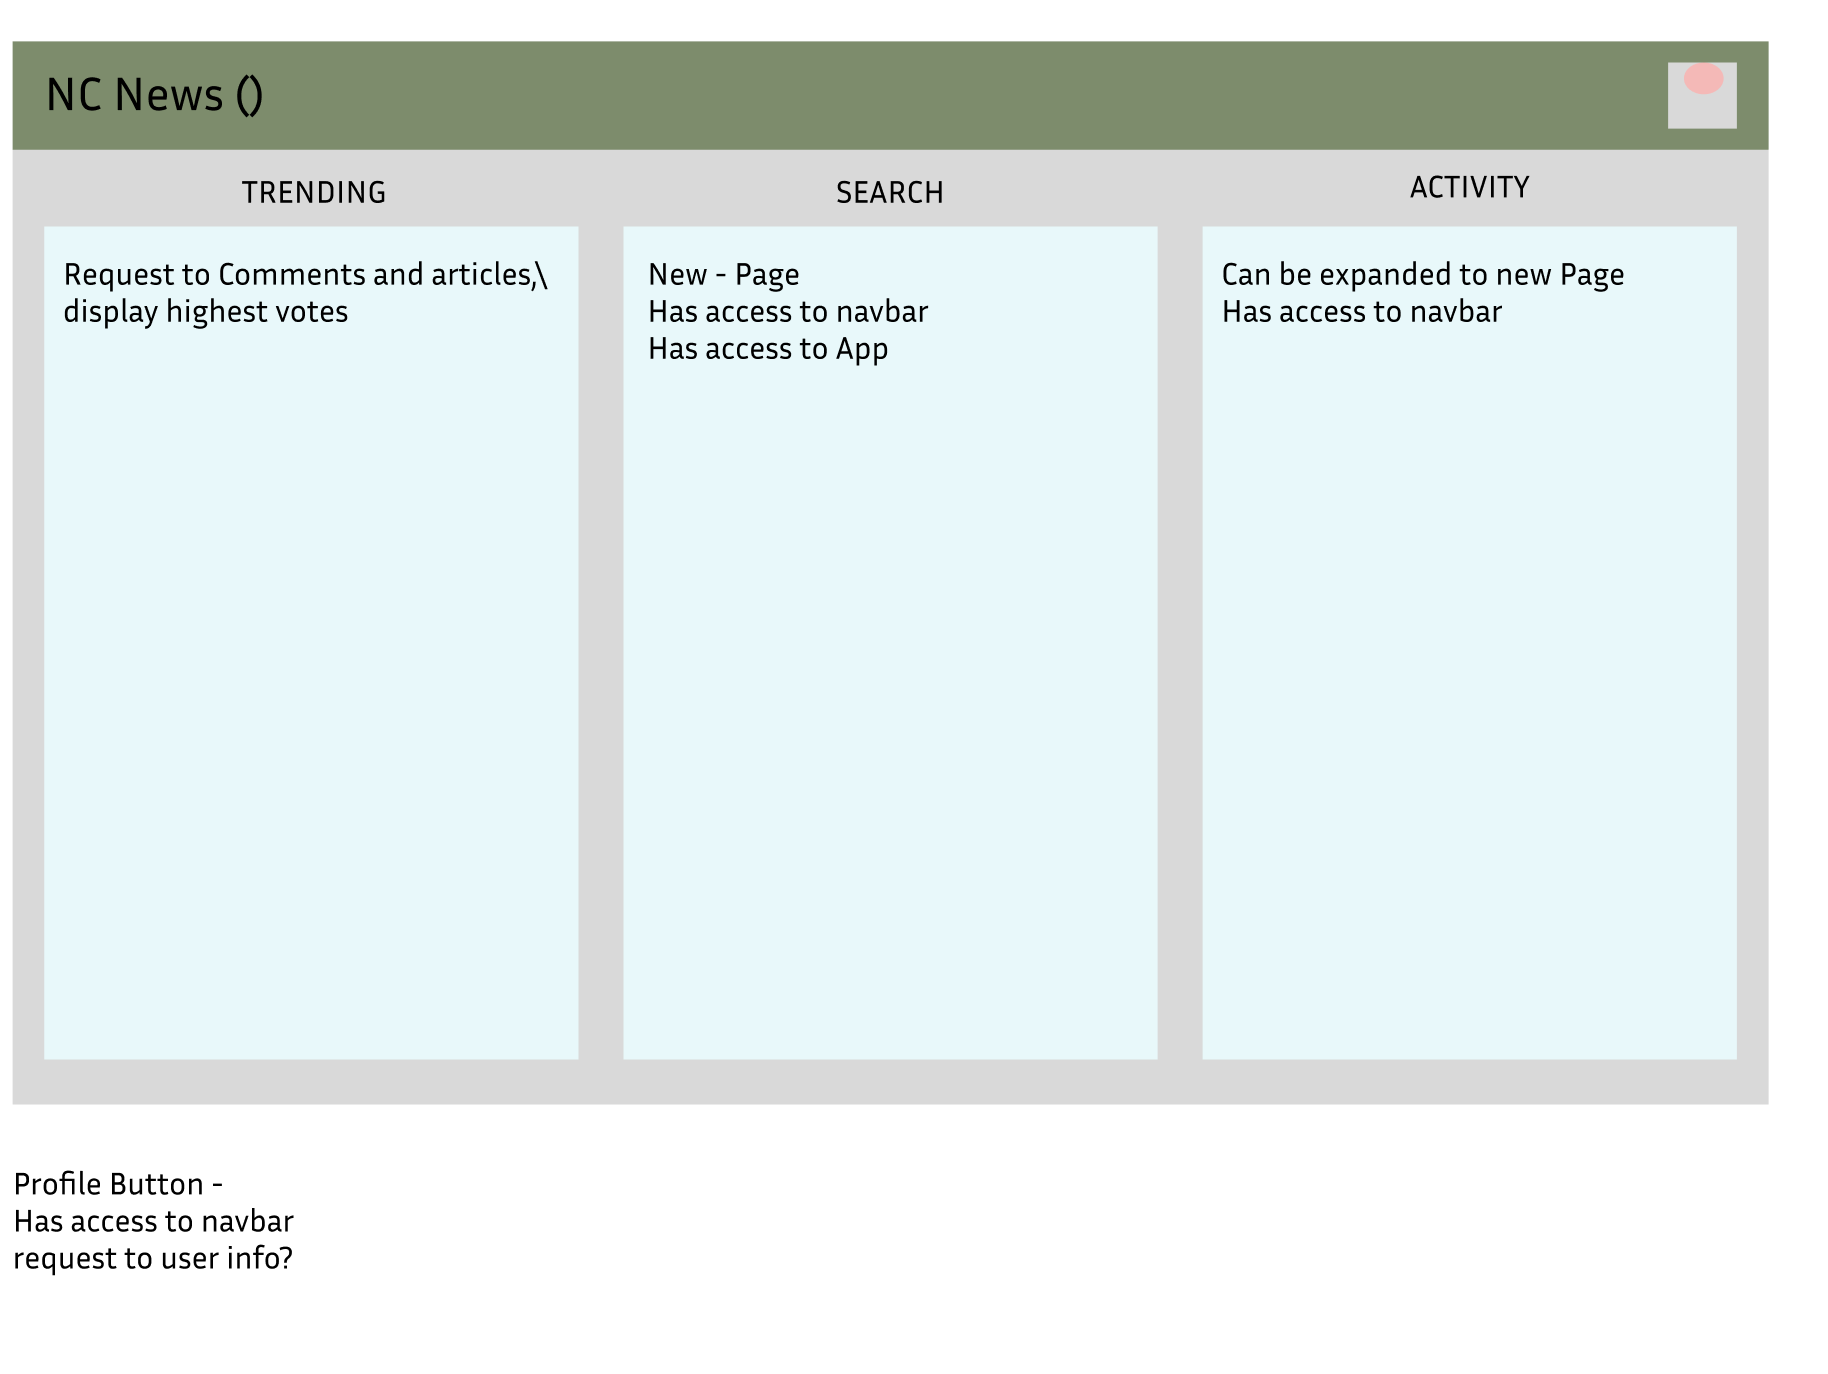 NC News ()
TRENDING
Request to Comments and articles,\
display highest votes
SEARCH
New - Page
Has access to navbar
Has access to App
ACTIVITY
Can be expanded to new Page
Has access to navbar
Profile Button -
Has access to navbar
request to user info?